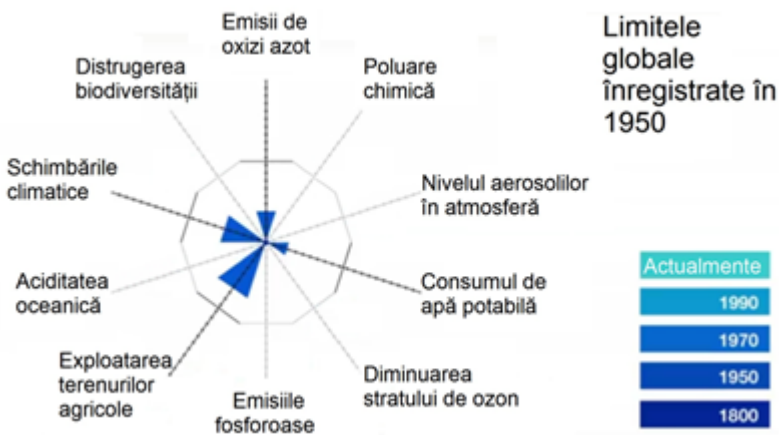 Emisii de
oxizi azot
Limitele
globale
înregistrate în
1950
Distrugerea
biodiversității
Poluare
chimică
Schimbările
climatice
Nivelul aerosolilor
în atmosferă
Aciditatea
oceanică
Consumul de
apă potabilă
Exploatarea
terenurilor
agricole
Emisiile
fosforoase
Diminuarea
stratului de ozon
Actualmente
1990
1970
1950
1800